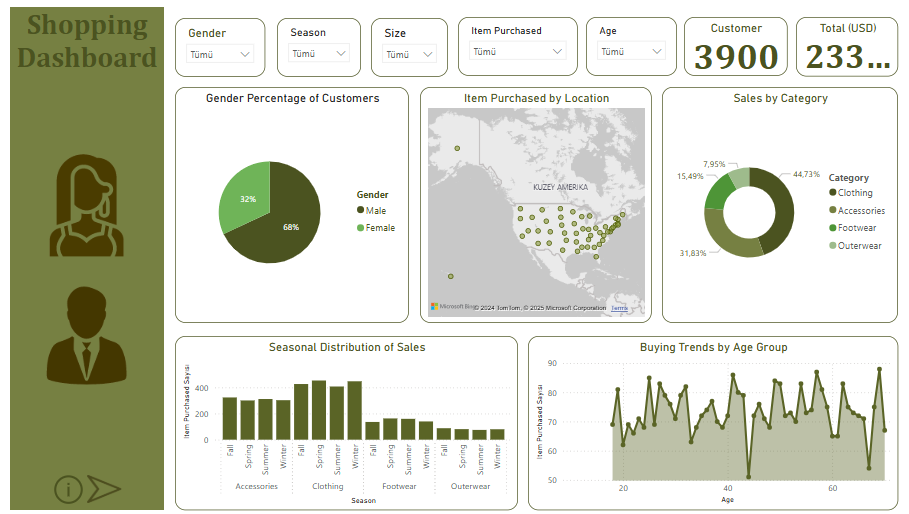 Shopping
Dashboard
Gender
Tümü
Season
Tümü
Size
Tümü
Item Purchased
Tümü
Age
Tümü
Customer
3900
Total (USD)
233...
Gender Percentage of Customers
32%
68%
Gender
Male
Female
Item Purchased by Location
KUZEY AMERIKA
Microsoft Bing
© 2024 TomTom, © 2025 Microsoft Corporation Terms
Sales by Category
7,95%
15,49%
44,73%
31,83%
Category
Clothing
Accessories
Footwear
Outerwear
Seasonal Distribution of Sales
Item Purchased Sayısı
400
200
0
Fall Spring Summer Winter Fall Spring Summer Winter Fall Spring Summer Winter Fall Spring Summer Winter
Accessories Clothing Footwear Outerwear
Season
Buying Trends by Age Group
Item Purchased Sayısı
90
80
70
60
50
20 40 60
Age